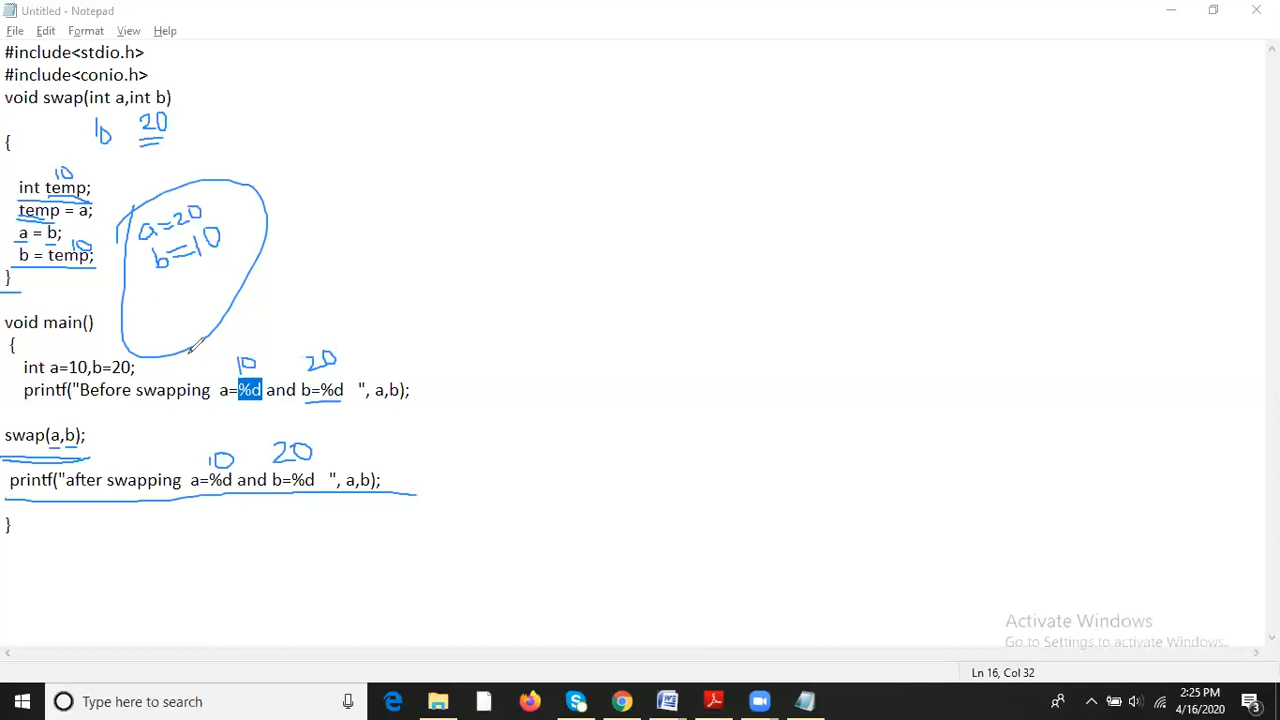 Untitled - Notepad
File Edit Format View Help
#include<stdio.h>
#include<conio.h>
void swap(int a,int b)
10 20
{
10
int temp;
temp = a;
a = b;
10
b = temp;
a=20
b=10
}
void main()
{
int a=10,b=20;
10 20
printf("Before swapping a=%d and b=%d ", a,b);
swap(a,b);
10 20
printf("after swapping a=%d and b=%d ", a,b);
}
Activate Windows
Go to Settings to activate Windows.
Ln 16, Col 32
Type here to search
2:25 PM
4/16/2020
3